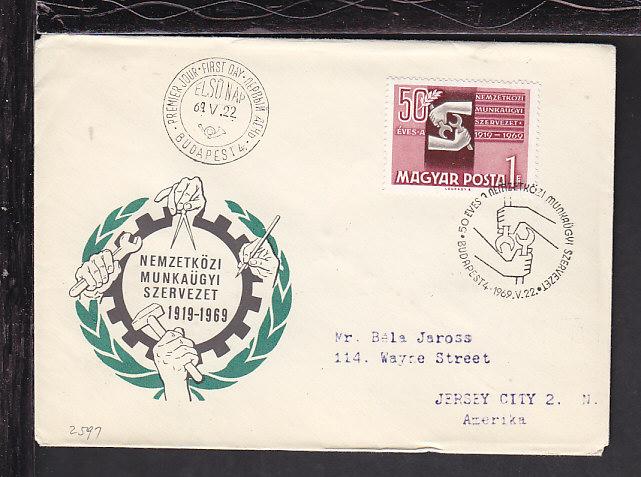 PREMIER JOUR • FIRST DAY • ПЕРВЫЙ ДЕНЬ
ELSŐ NAP
69 V. 22
• BUDAPEST 4. •
50
ÉVES A
NEMZETKÖZI
MUNKAÜGYI
SZERVEZET •
1919 – 1969
MAGYAR POSTA 1
• 50 ÉVES A NEMZETKÖZI MUNKAÜGYI SZERVEZET •
BUDAPEST 4 • 1969. V. 22.
NEMZETKÖZI
MUNKAÜGYI
SZERVEZET
1919-1969
Mr. Béla Jaross
114. Wayne Street
JERSEY CITY 2. N.
Amerika
2597